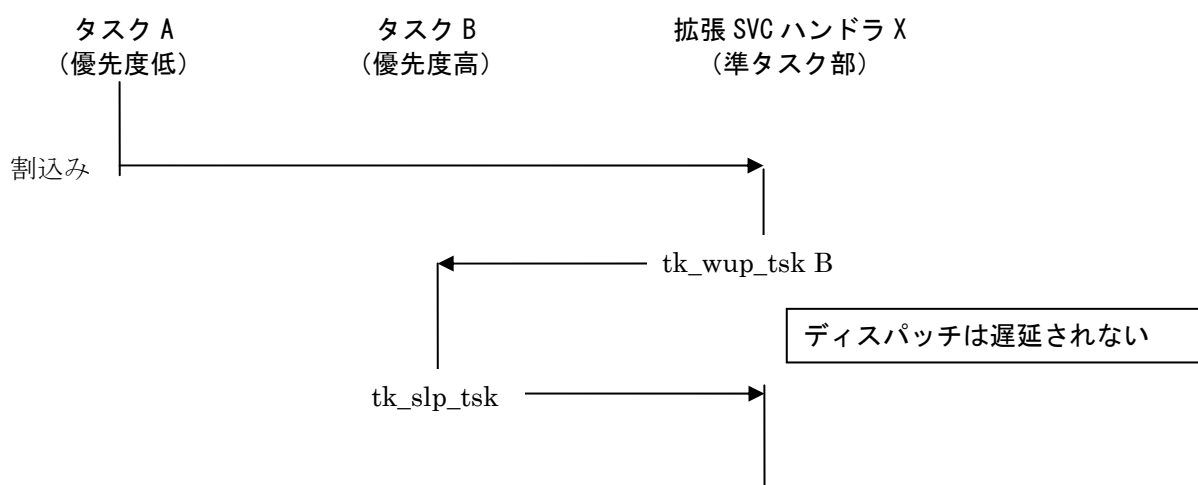 タスク A タスク B 拡張 SVC ハンドラ X
（優先度低） （優先度高） （準タスク部）
割込み
tk_wup_tsk B
ディスパッチは遅延されない
tk_slp_tsk